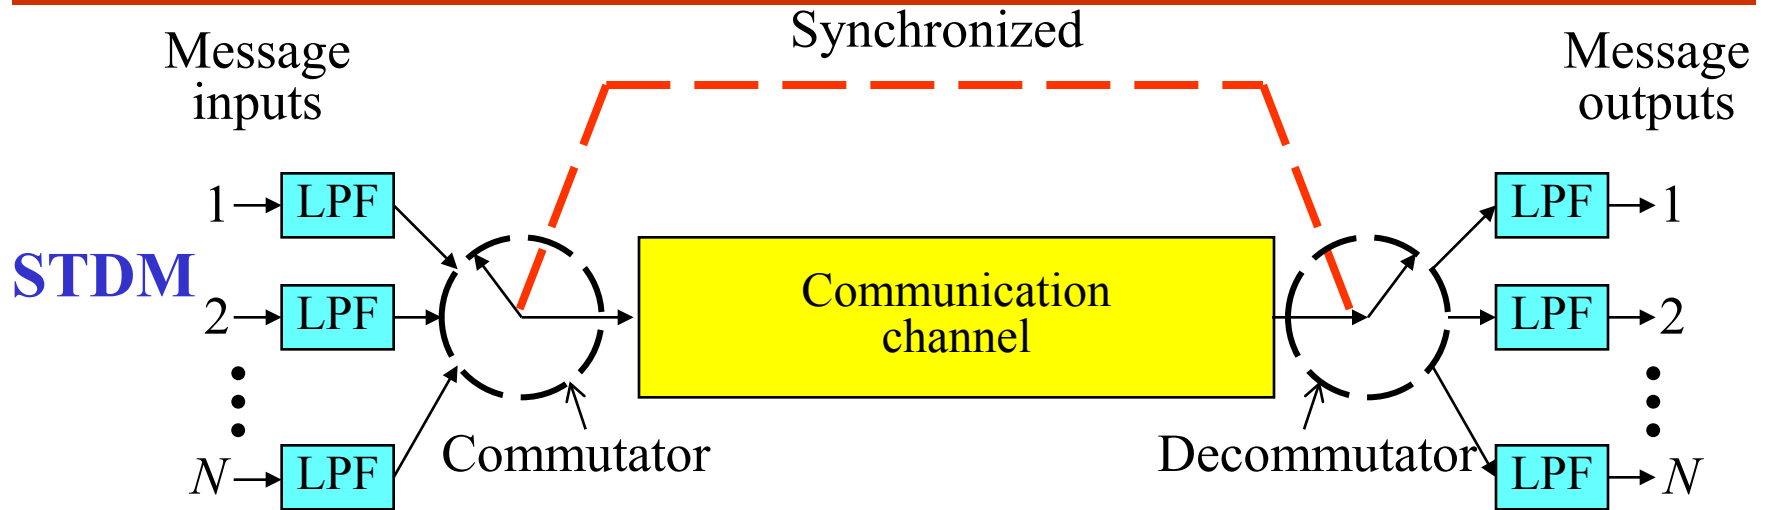 Synchronized
Message
inputs
Message
outputs
1 LPF
LPF 1
STDM
2 LPF
Communication
channel
LPF 2
Commutator
Decommutator
N LPF
LPF N